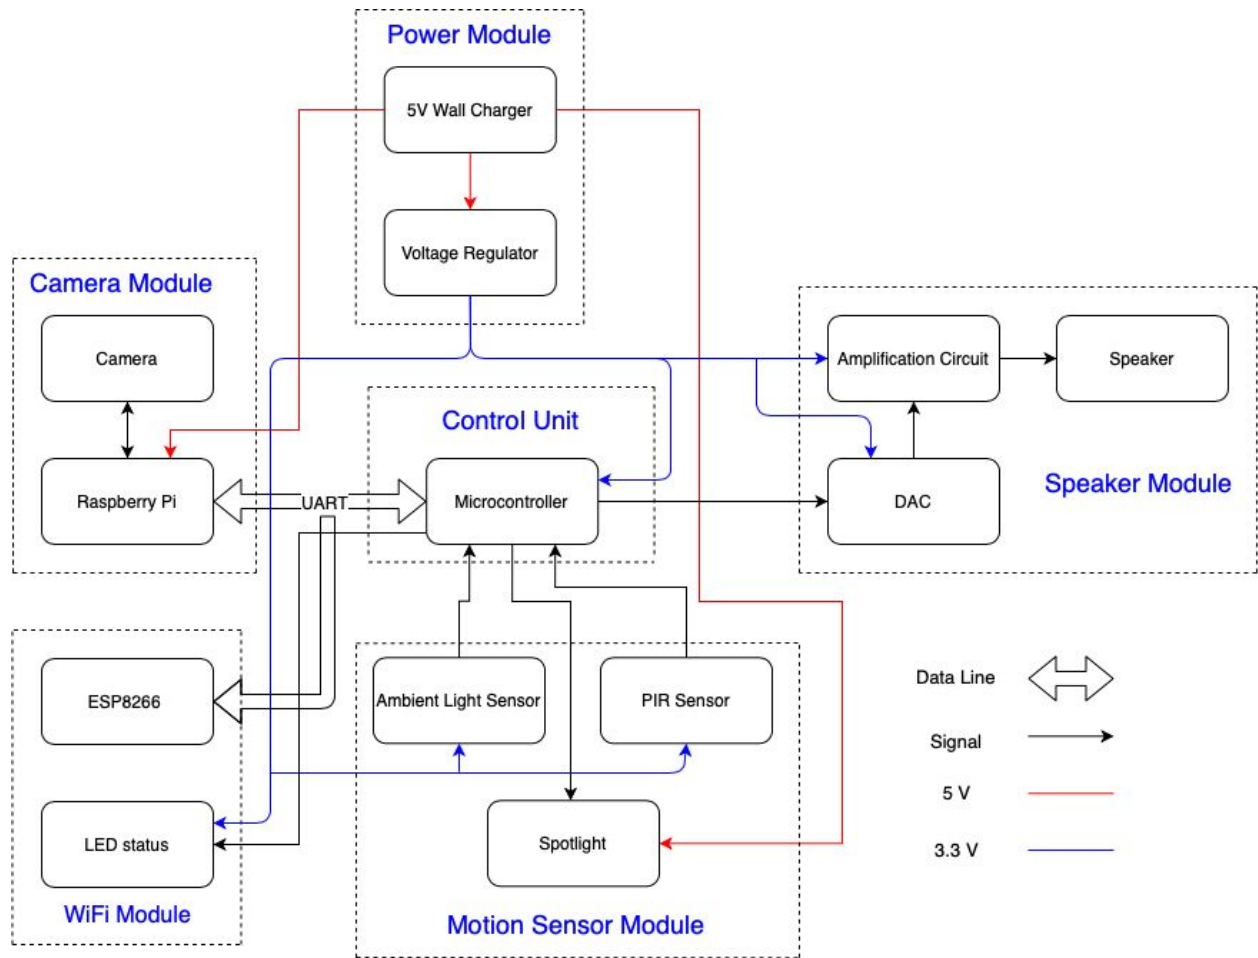 Power Module
5V Wall Charger
Voltage Regulator
Camera Module
Camera
Raspberry Pi
UART
Control Unit
Microcontroller
Amplification Circuit
Speaker
DAC
Speaker Module
ESP8266
LED status
WiFi Module
Ambient Light Sensor
PIR Sensor
Spotlight
Motion Sensor Module
Data Line
Signal
5 V
3.3 V